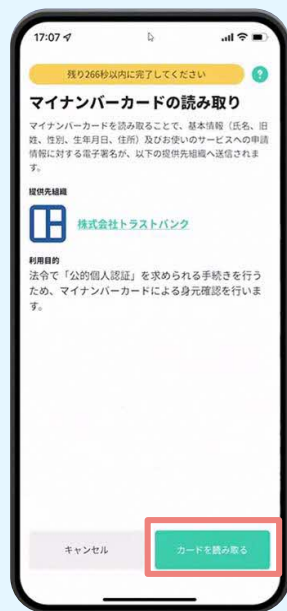 17:07
残り266秒以内に完了してください
?
マイナンバーカードの読み取り
マイナンバーカードを読み取ることで、基本情報（氏名、旧
姓、性別、生年月日、住所）及びお使いのサービスへの申請
情報に対する電子署名が、以下の提供先組織へ送信されま
す。
提供先組織
株式会社トラストバンク
利用目的
法令で「公的個人認証」を求められる手続きを行う
ため、マイナンバーカードによる身元確認を行いま
す。
キャンセル
カードを読み取る